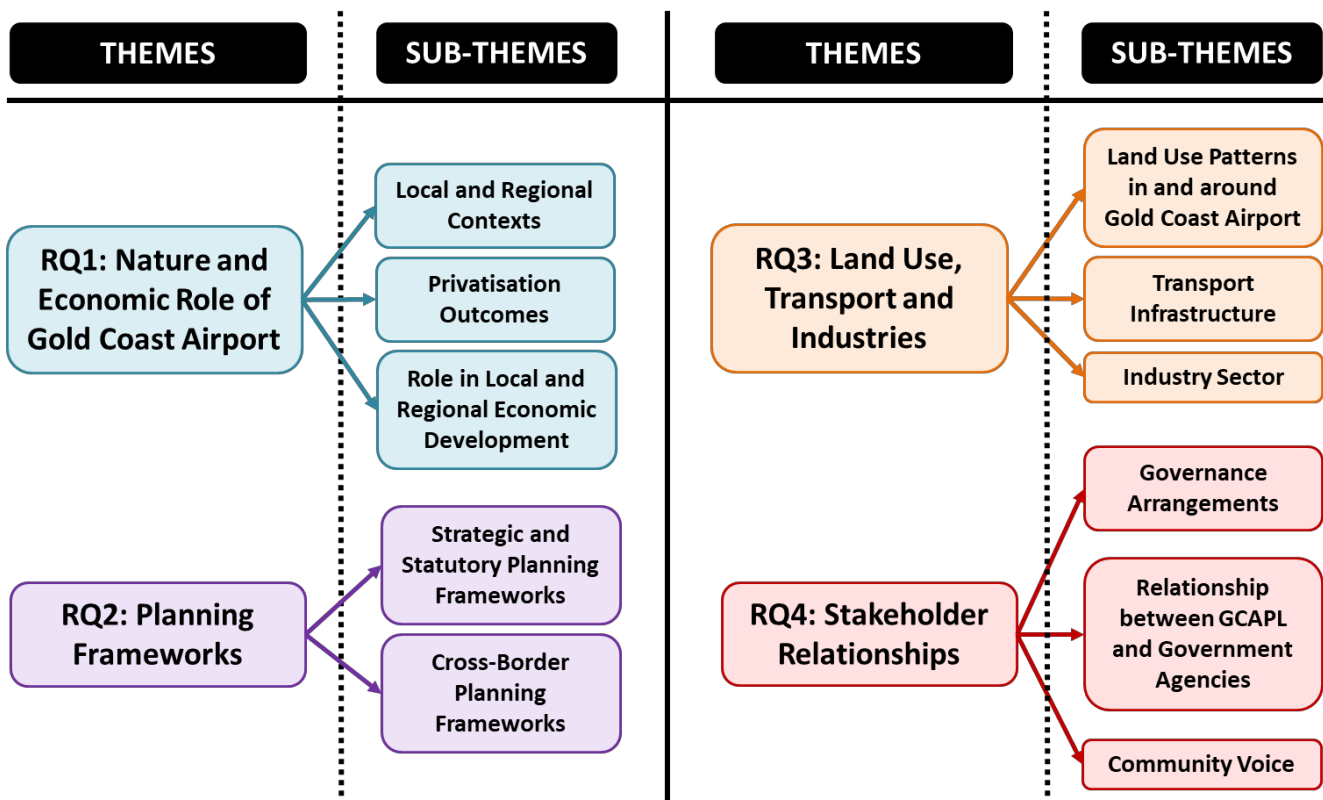 THEMES
SUB-THEMES
RQ1: Nature and
Economic Role of
Gold Coast Airport
Local and Regional
Contexts
Privatisation
Outcomes
Role in Local and
Regional Economic
Development
RQ2: Planning
Frameworks
Strategic and
Statutory Planning
Frameworks
Cross-Border
Planning
Frameworks
THEMES
SUB-THEMES
RQ3: Land Use,
Transport and
Industries
Land Use Patterns
in and around
Gold Coast Airport
Transport
Infrastructure
Industry Sector
RQ4: Stakeholder
Relationships
Governance
Arrangements
Relationship
between GCAPL
and Government
Agencies
Community Voice